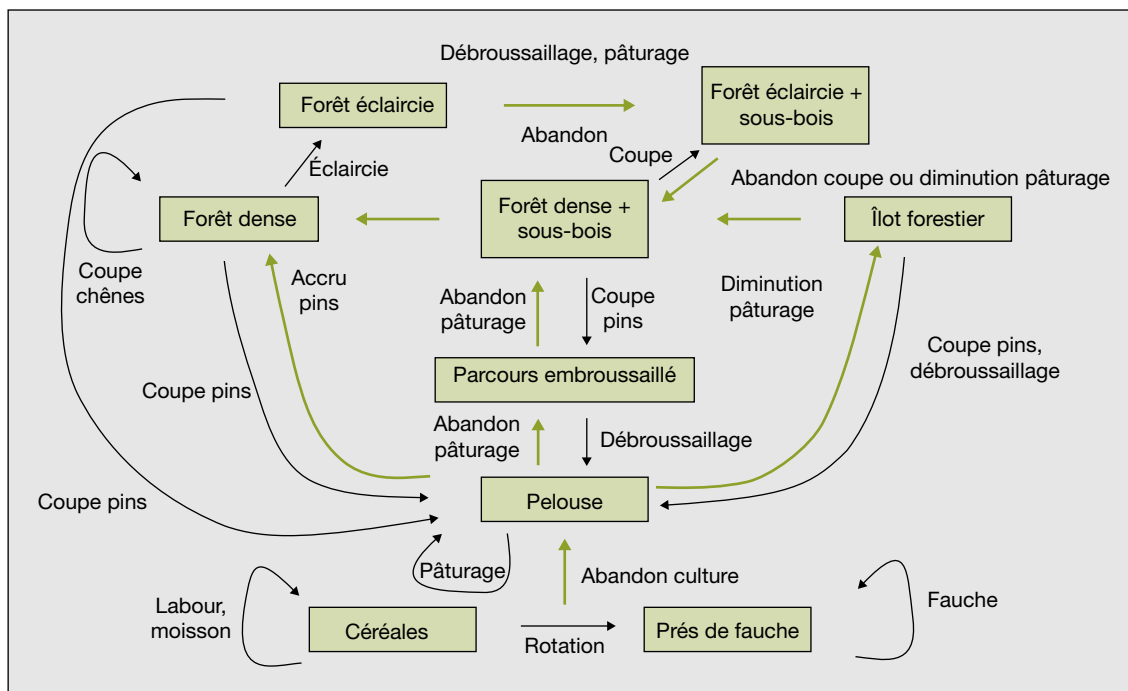 Débroussaillage, pâturage
Forêt éclaircie
Forêt éclaircie +
sous-bois
Abandon
Coupe
Éclaircie
Abandon coupe ou diminution pâturage
Forêt dense
Forêt dense +
sous-bois
Îlot forestier
Coupe
chênes
Accru
pins
Abandon
pâturage
Coupe
pins
Diminution
pâturage
Coupe pins,
débroussaillage
Parcours embroussaillé
Coupe pins
Abandon
pâturage
Débroussaillage
Coupe pins
Pelouse
Pâturage
Abandon culture
Labour,
moisson
Céréales
Rotation
Prés de fauche
Fauche